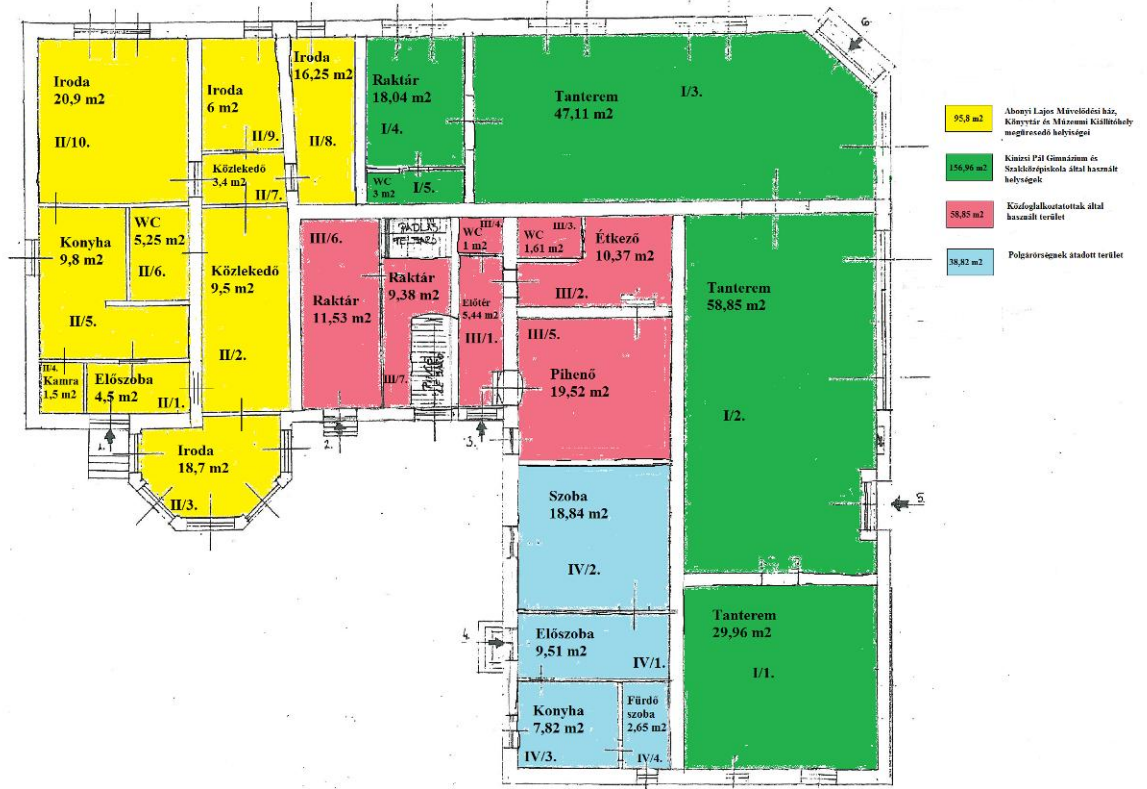 Iroda
20,9 m2
II/10.
Iroda
6 m2
II/9.
Iroda
16,25 m2
II/8.
Raktár
18,04 m2
I/4.
Tanterem
47,11 m2
I/3.
6.
Közlekedő
3,4 m2
II/7.
WC
3 m2
I/5.
Konyha
9,8 m2
II/5.
WC
5,25 m2
II/6.
Közlekedő
9,5 m2
II/2.
III/6.
Raktár
11,53 m2
PADLÁS
Raktár
9,38 m2
III/7.
III/4.
WC
1 m2
Előtér
5,44 m2
III/1.
III/3.
WC
1,61 m2
Étkező
10,37 m2
III/2.
III/5.
Pihenő
19,52 m2
Tanterem
58,85 m2
I/2.
II/4.
Kamra
1,5 m2
Előszoba
4,5 m2
II/1.
1.
2.
3.
Iroda
18,7 m2
II/3.
Szoba
18,84 m2
IV/2.
5.
4.
Előszoba
9,51 m2
IV/1.
Tanterem
29,96 m2
I/1.
Konyha
7,82 m2
IV/3.
Fürdő
szoba
2,65 m2
IV/4.
95,8 m2
Abonyi Lajos Művelődési ház,
Könyvtár és Múzeumi Kiállítóhely
megüresedő helyiségei
156,96 m2
Kinizsi Pál Gimnázium és
Szakközépiskola által használt
helységek
58,85 m2
Közfoglalkoztatottak által
használt terület
38,82 m2
Polgárőrségnek átadott terület